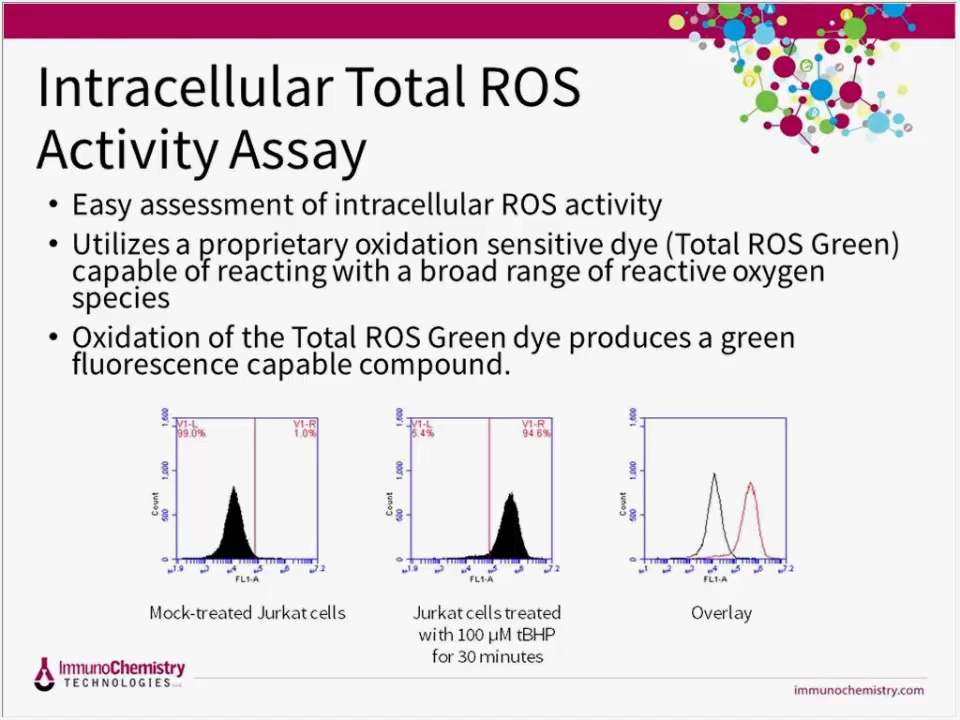 Intracellular Total ROS
Activity Assay
• Easy assessment of intracellular ROS activity
• Utilizes a proprietary oxidation sensitive dye (Total ROS Green)
capable of reacting with a broad range of reactive oxygen
species
• Oxidation of the Total ROS Green dye produces a green
fluorescence capable compound.
V1-L
99.0%
V1-R
1.0%
Count
0 500 1,000 1,600
FL1-A
Mock-treated Jurkat cells
V1-L
5.4%
V1-R
94.6%
Count
0 500 1,000 1,600
FL1-A
Jurkat cells treated
with 100 µM tBHP
for 30 minutes
Count
0 500 1,000 1,600
FL1-A
Overlay
ImmunoChemistry
TECHNOLOGIES
immunochemistry.com